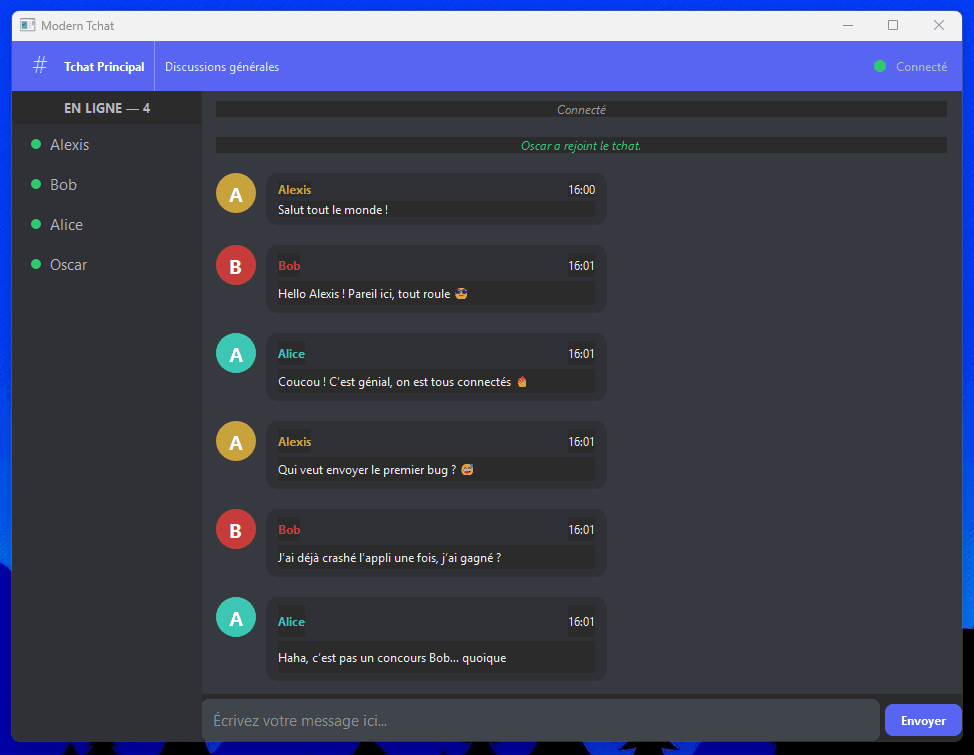 Modern Tchat
# Tchat Principal Discussions générales Connecté
EN LIGNE — 4
Alexis
Bob
Alice
Oscar
Connecté
Oscar a rejoint le tchat.
A Alexis 16:00
Salut tout le monde !
B Bob 16:01
Hello Alexis ! Pareil ici, tout roule 😎
A Alice 16:01
Coucou ! C'est génial, on est tous connectés 🔥
A Alexis 16:01
Qui veut envoyer le premier bug ? 😅
B Bob 16:01
J'ai déjà crashé l'appli une fois, j'ai gagné ?
A Alice 16:01
Haha, c'est pas un concours Bob... quoique
Écrivez votre message ici...
Envoyer